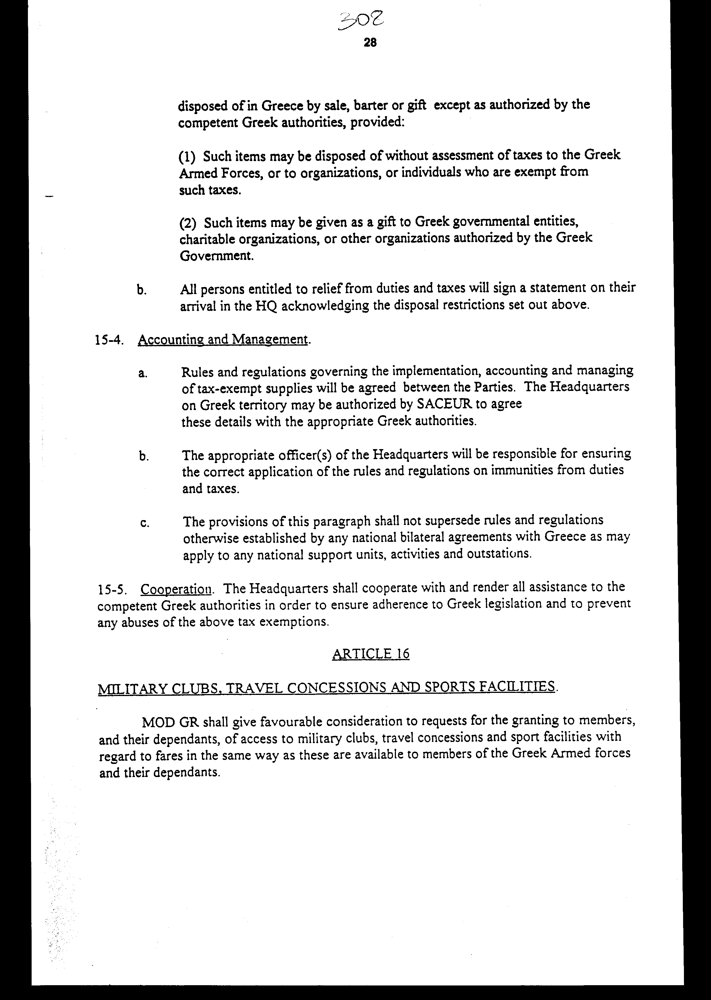 302
28
disposed of in Greece by sale, barter or gift except as authorized by the
competent Greek authorities, provided:
(1) Such items may be disposed of without assessment of taxes to the Greek
Armed Forces, or to organizations, or individuals who are exempt from
such taxes.
(2) Such items may be given as a gift to Greek governmental entities,
charitable organizations, or other organizations authorized by the Greek
Government.
b. All persons entitled to relief from duties and taxes will sign a statement on their
arrival in the HQ acknowledging the disposal restrictions set out above.
15-4. Accounting and Management.
a. Rules and regulations governing the implementation, accounting and managing
of tax-exempt supplies will be agreed between the Parties. The Headquarters
on Greek territory may be authorized by SACEUR to agree
these details with the appropriate Greek authorities.
b. The appropriate officer(s) of the Headquarters will be responsible for ensuring
the correct application of the rules and regulations on immunities from duties
and taxes.
c. The provisions of this paragraph shall not supersede rules and regulations
otherwise established by any national bilateral agreements with Greece as may
apply to any national support units, activities and outstations.
15-5. Cooperation. The Headquarters shall cooperate with and render all assistance to the
competent Greek authorities in order to ensure adherence to Greek legislation and to prevent
any abuses of the above tax exemptions.
ARTICLE 16
MILITARY CLUBS, TRAVEL CONCESSIONS AND SPORTS FACILITIES.
MOD GR shall give favourable consideration to requests for the granting to members,
and their dependants, of access to military clubs, travel concessions and sport facilities with
regard to fares in the same way as these are available to members of the Greek Armed forces
and their dependants.